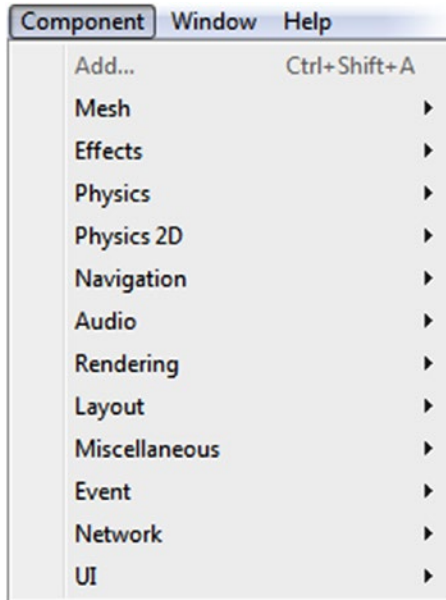 Component Window Help
Add... Ctrl+Shift+A
Mesh
Effects
Physics
Physics 2D
Navigation
Audio
Rendering
Layout
Miscellaneous
Event
Network
UI